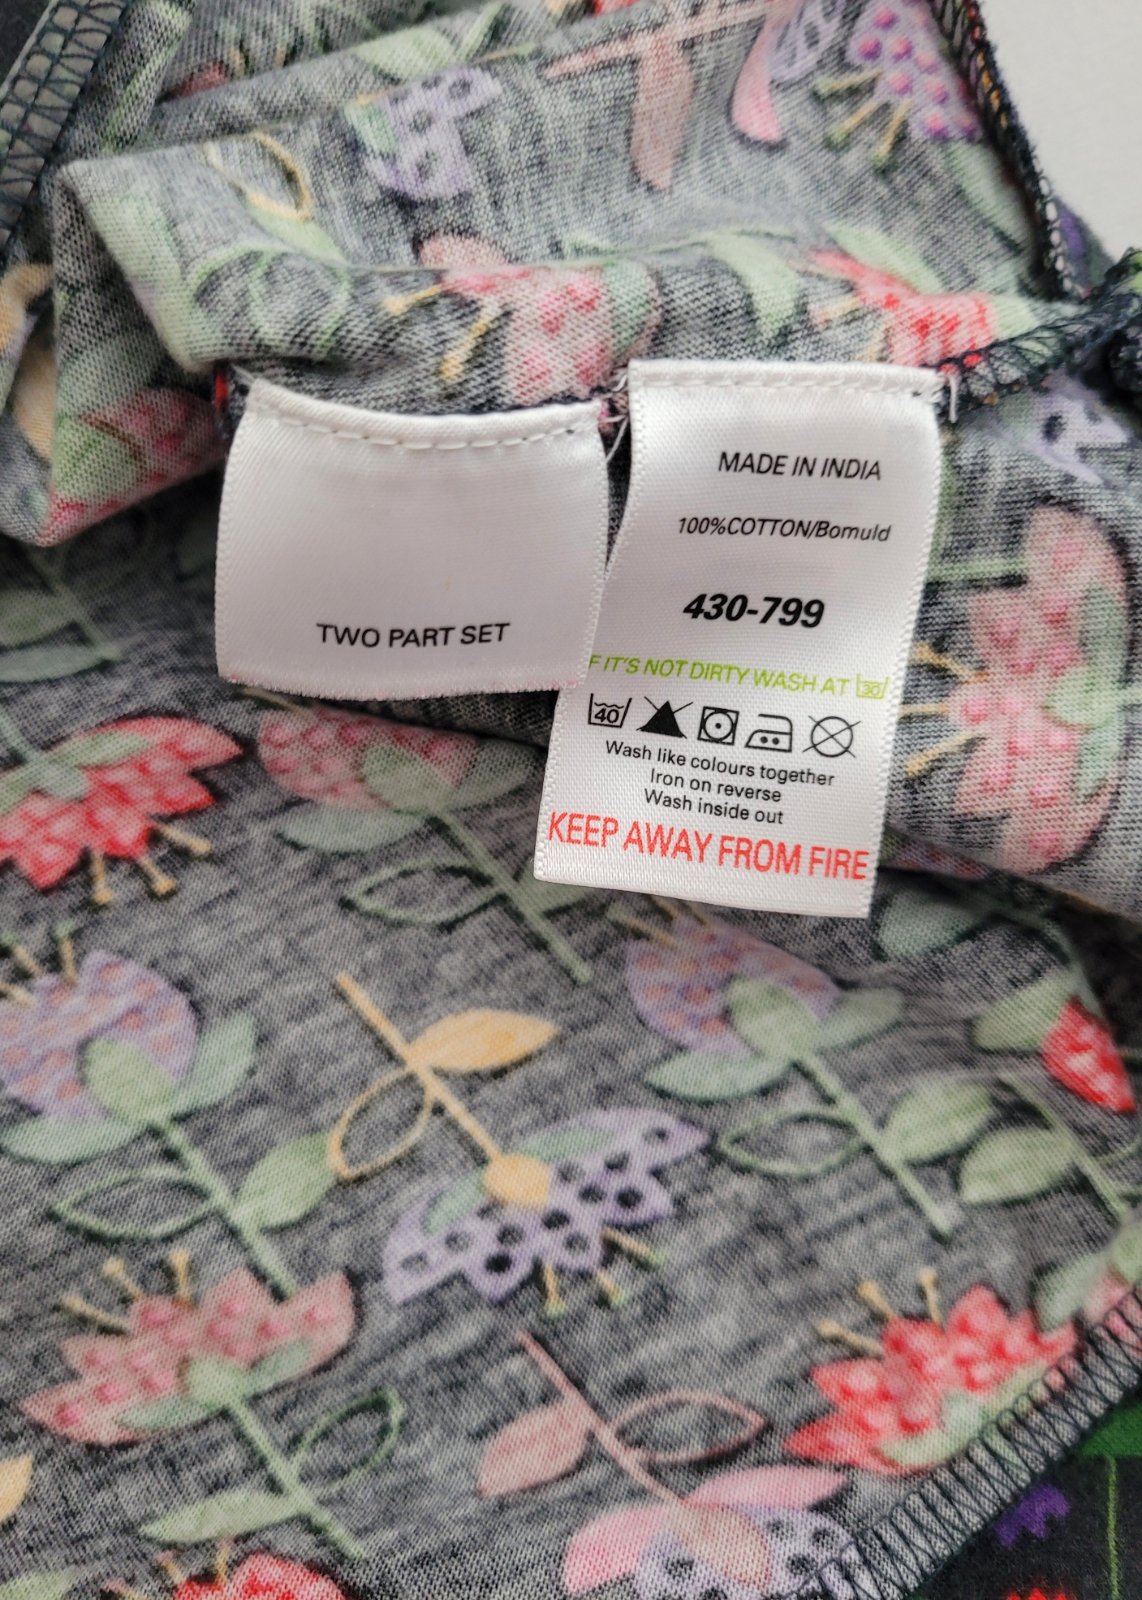 TWO PART SET
MADE IN INDIA
100%COTTON/Bomuld
430-799
F IT'S NOT DIRTY WASH AT 30
40
Wash like colours together
Iron on reverse
Wash inside out
KEEP AWAY FROM FIRE